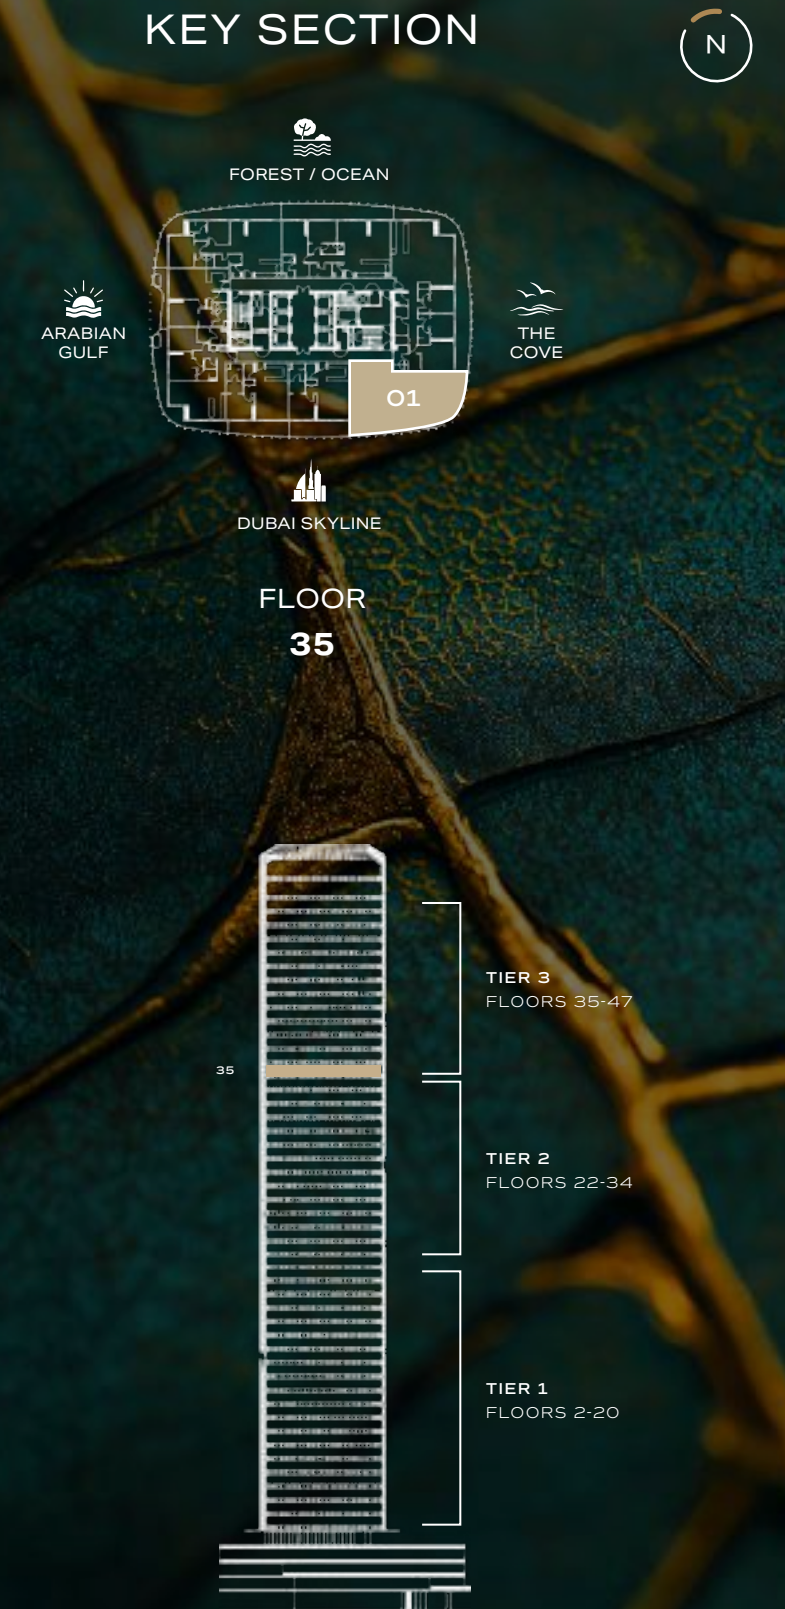 KEY SECTION
N
FOREST / OCEAN
ARABIAN
GULF
THE
COVE
01
DUBAI SKYLINE
FLOOR
35
TIER 3
FLOORS 35-47
35
TIER 2
FLOORS 22-34
TIER 1
FLOORS 2-20